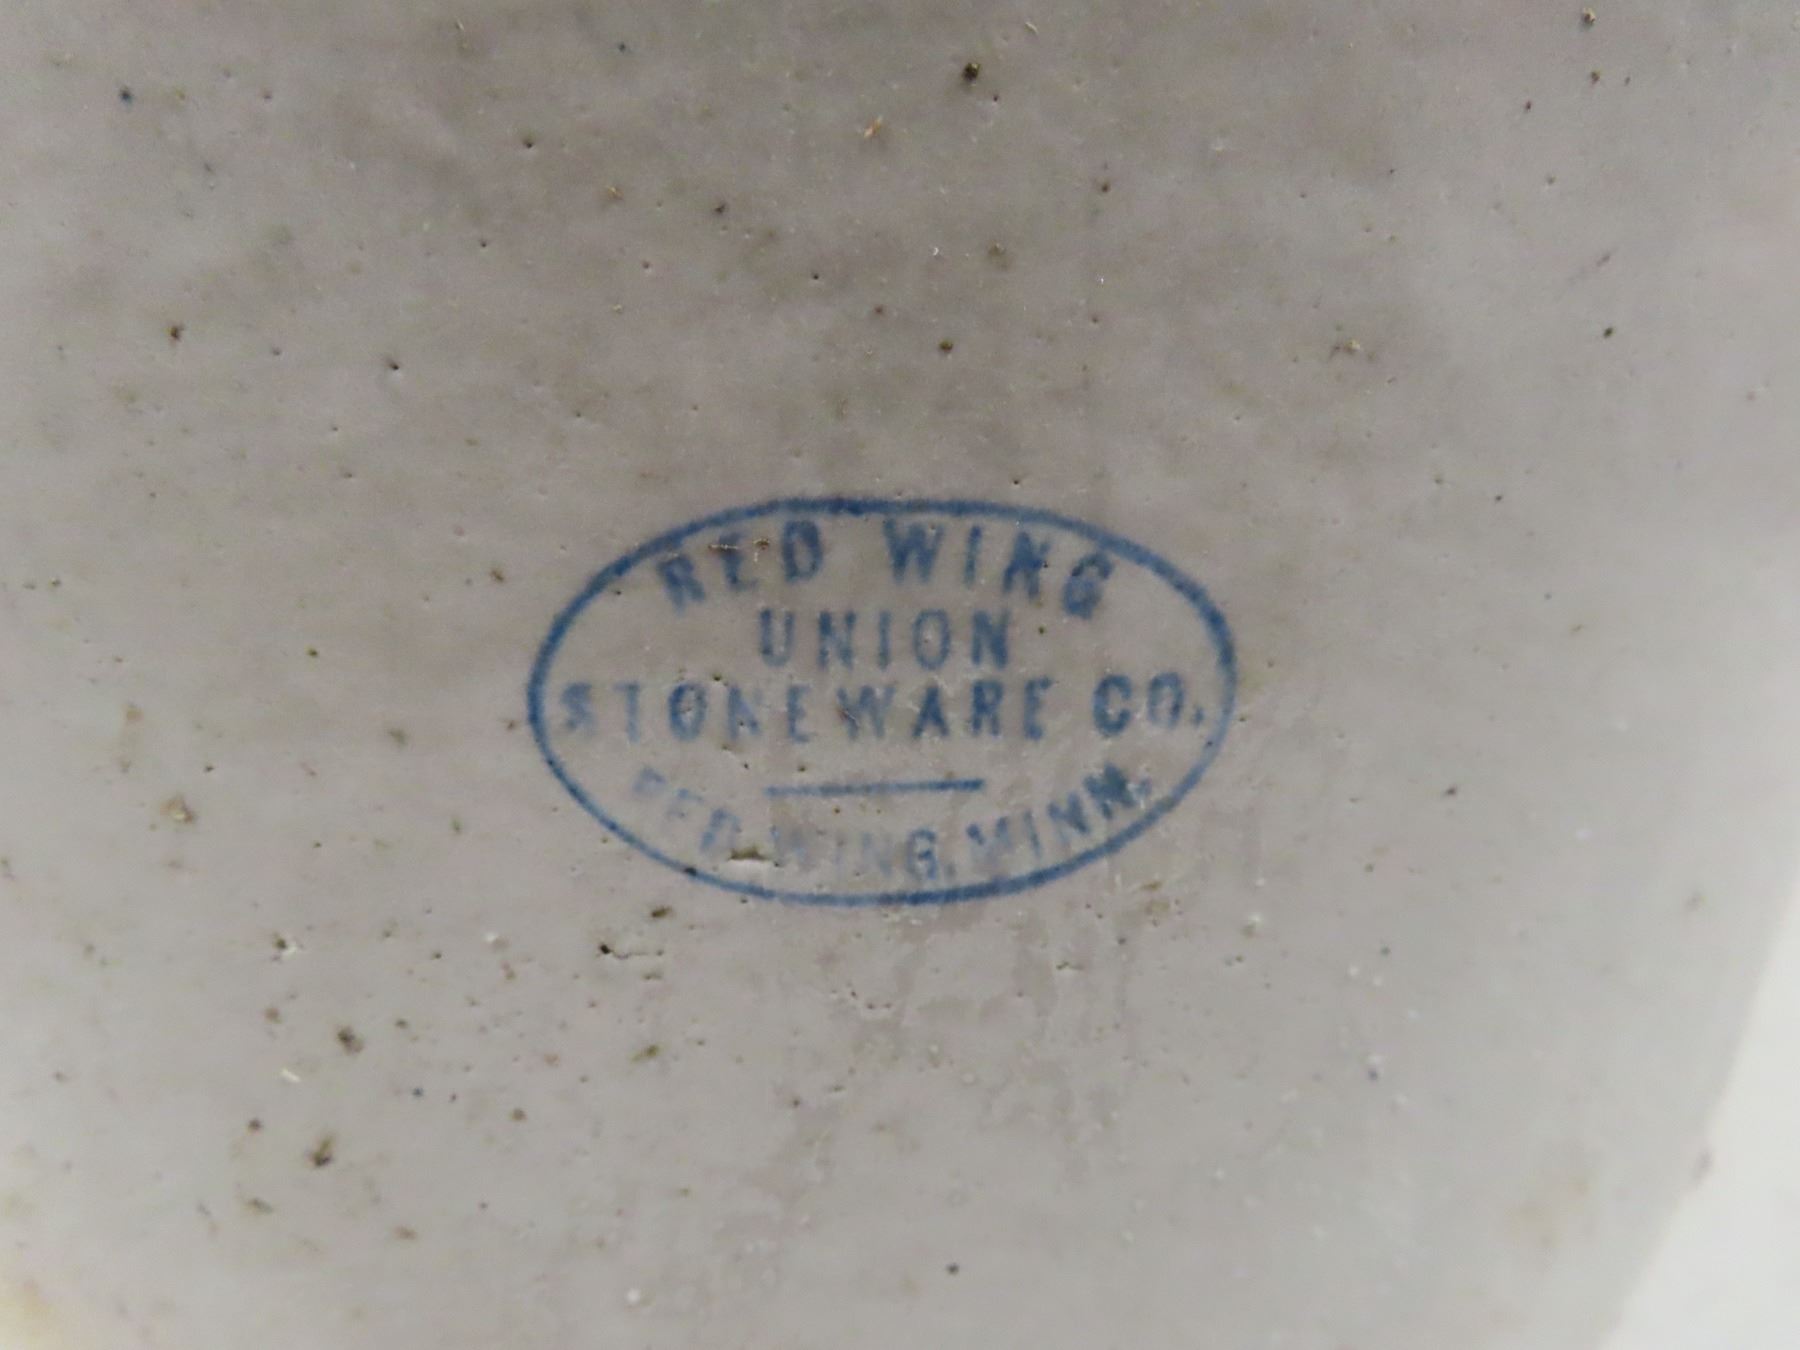 RED WING
UNION
STONEWARE CO.
RED WING, MINN.